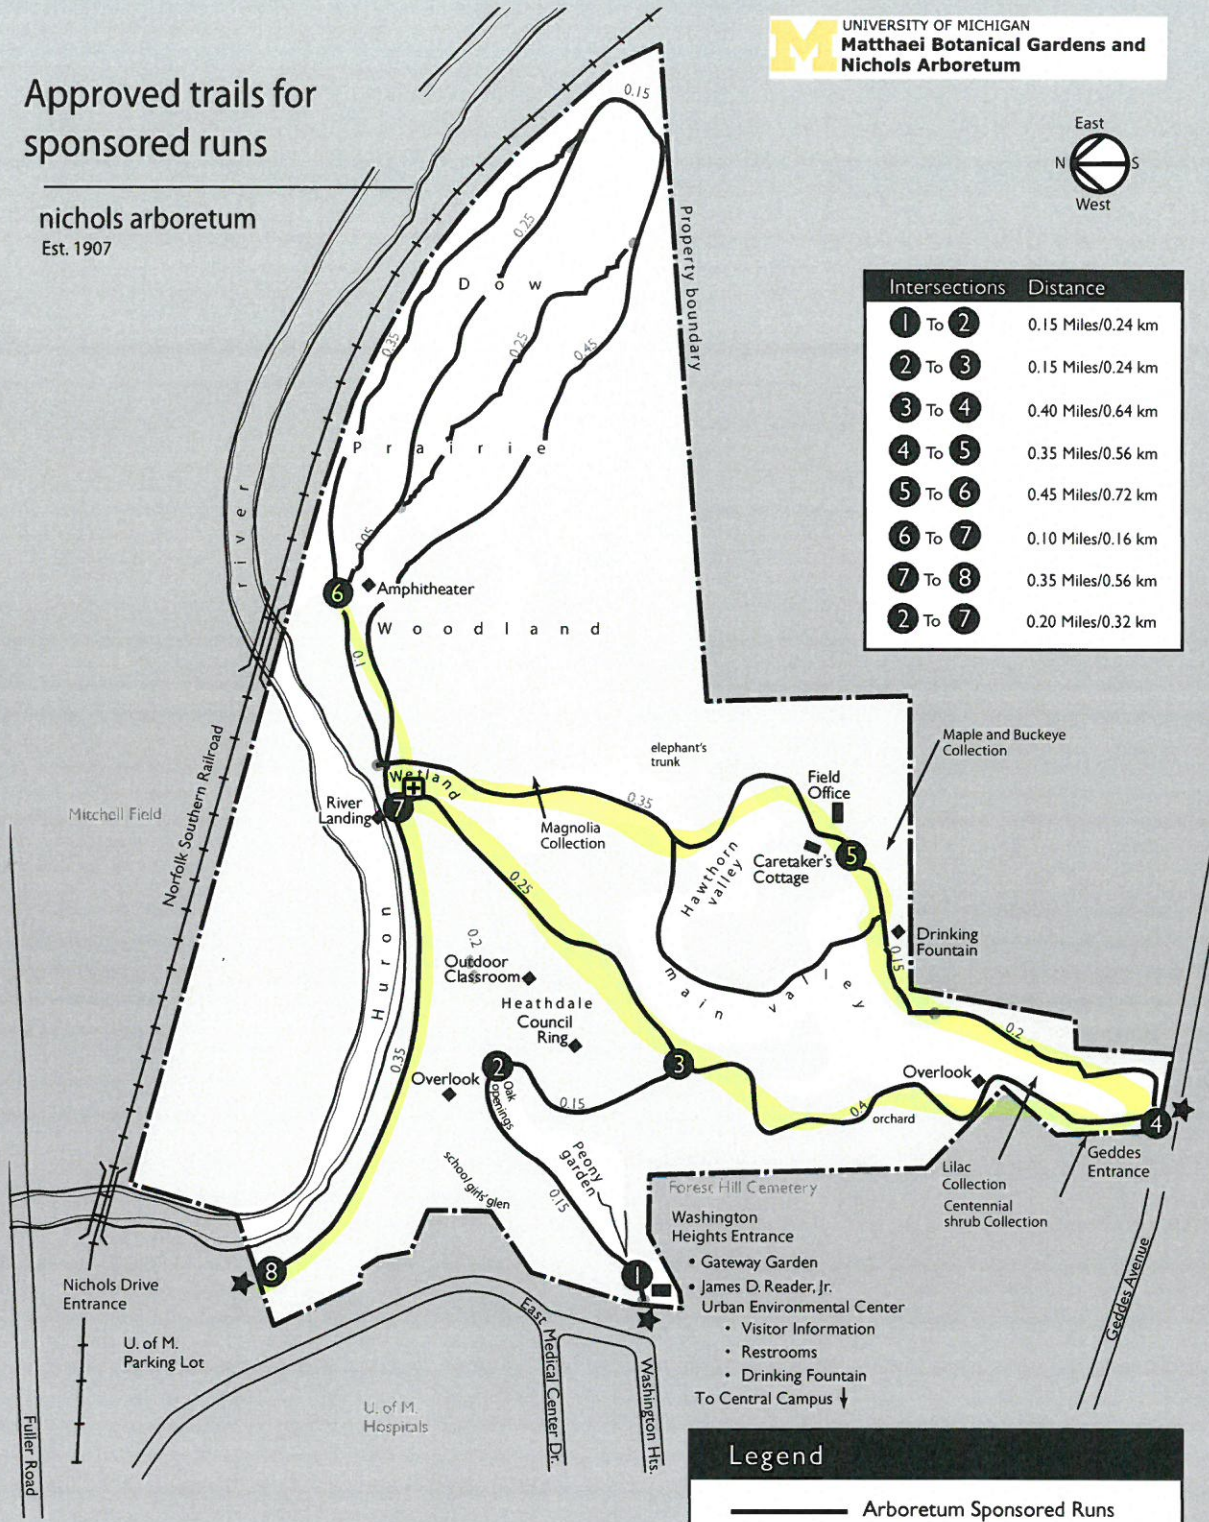 Approved trails for
sponsored runs
nichols arboretum
Est. 1907
M
UNIVERSITY OF MICHIGAN
Matthaei Botanical Gardens and
Nichols Arboretum
East
N
S
West
Intersections Distance
1 To 2 0.15 Miles/0.24 km
2 To 3 0.15 Miles/0.24 km
3 To 4 0.40 Miles/0.64 km
4 To 5 0.35 Miles/0.56 km
5 To 6 0.45 Miles/0.72 km
6 To 7 0.10 Miles/0.16 km
7 To 8 0.35 Miles/0.56 km
2 To 7 0.20 Miles/0.32 km
0.15
Property boundary
0.25
Dow
0.35
0.25
0.45
Prairie
river
0.05
6
Amphitheater
Woodland
0.1
Norfolk Southern Railroad
Mitchell Field
Wetland
River
Landing
7
elephant's
trunk
0.35
Magnolia
Collection
Maple and Buckeye
Collection
Field
Office
Caretaker's
Cottage
5
Hawthorn
valley
0.25
Huron
0.2
Outdoor
Classroom
Heathdale
Council
Ring
main valley
Drinking
Fountain
0.15
0.2
0.35
Overlook
2
Oak
openings
0.15
3
0.4
orchard
Overlook
4
Geddes
Entrance
Lilac
Collection
Centennial
shrub Collection
Geddes Avenue
school girls' glen
Peony
garden
0.15
Forest Hill Cemetery
Washington
Heights Entrance
• Gateway Garden
• James D. Reader, Jr.
Urban Environmental Center
• Visitor Information
• Restrooms
• Drinking Fountain
To Central Campus
1
8
Nichols Drive
Entrance
U. of M.
Parking Lot
U. of M.
Hospitals
East Medical Center Dr.
Washington Hts.
Fuller Road
Legend
Arboretum Sponsored Runs